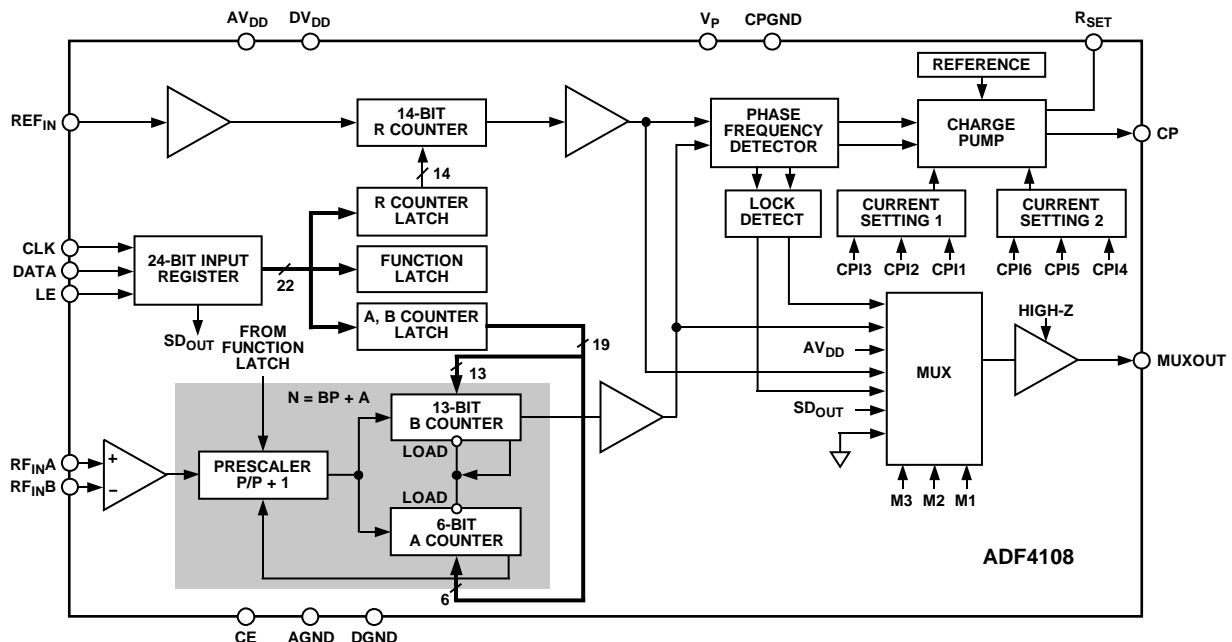 AVDD DVDD VP CPGND RSET
REFERENCE
REFIN
14-BIT
R COUNTER
PHASE
FREQUENCY
DETECTOR
CHARGE
PUMP
CP
14
R COUNTER
LATCH
LOCK
DETECT
CURRENT
SETTING 1
CURRENT
SETTING 2
CLK
DATA
LE
24-BIT INPUT
REGISTER
22
FUNCTION
LATCH
CPI3 CPI2 CPI1
CPI6 CPI5 CPI4
A, B COUNTER
LATCH
SDOUT
FROM
FUNCTION
LATCH
19
13
HIGH-Z
AVDD
MUX
MUXOUT
SDOUT
N = BP + A
13-BIT
B COUNTER
LOAD
RFINA
RFINB
+
–
PRESCALER
P/P + 1
LOAD
6-BIT
A COUNTER
M3 M2 M1
6
ADF4108
CE AGND DGND